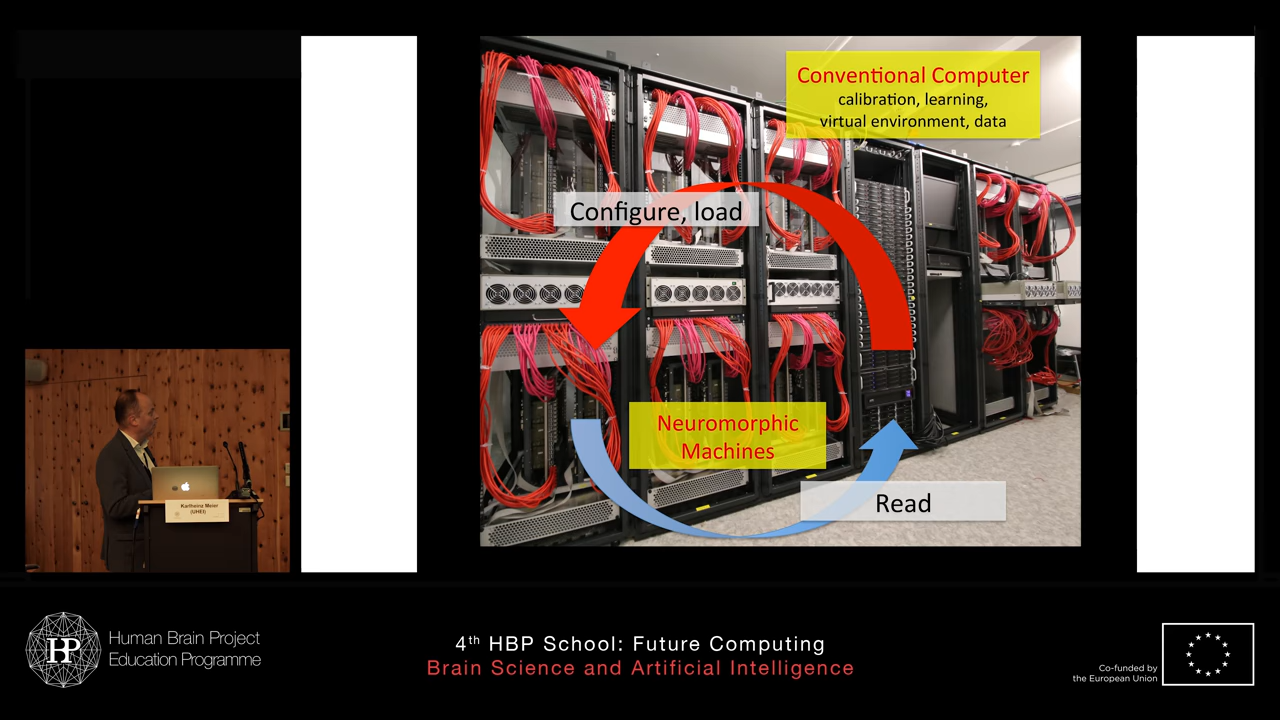 Conventional Computer
calibration, learning,
virtual environment, data
Configure, load
Neuromorphic
Machines
Read
Karlheinz Meier
(UHEI)
HBP
Human Brain Project
Education Programme
4th HBP School: Future Computing
Brain Science and Artificial Intelligence
Co-funded by
the European Union